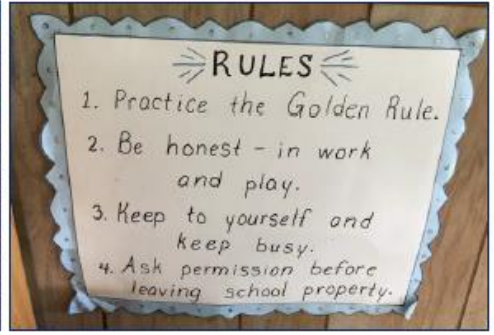 RULES
1. Practice the Golden Rule.
2. Be honest - in work
and play.
3. Keep to yourself and
keep busy.
4. Ask permission before
leaving school property.